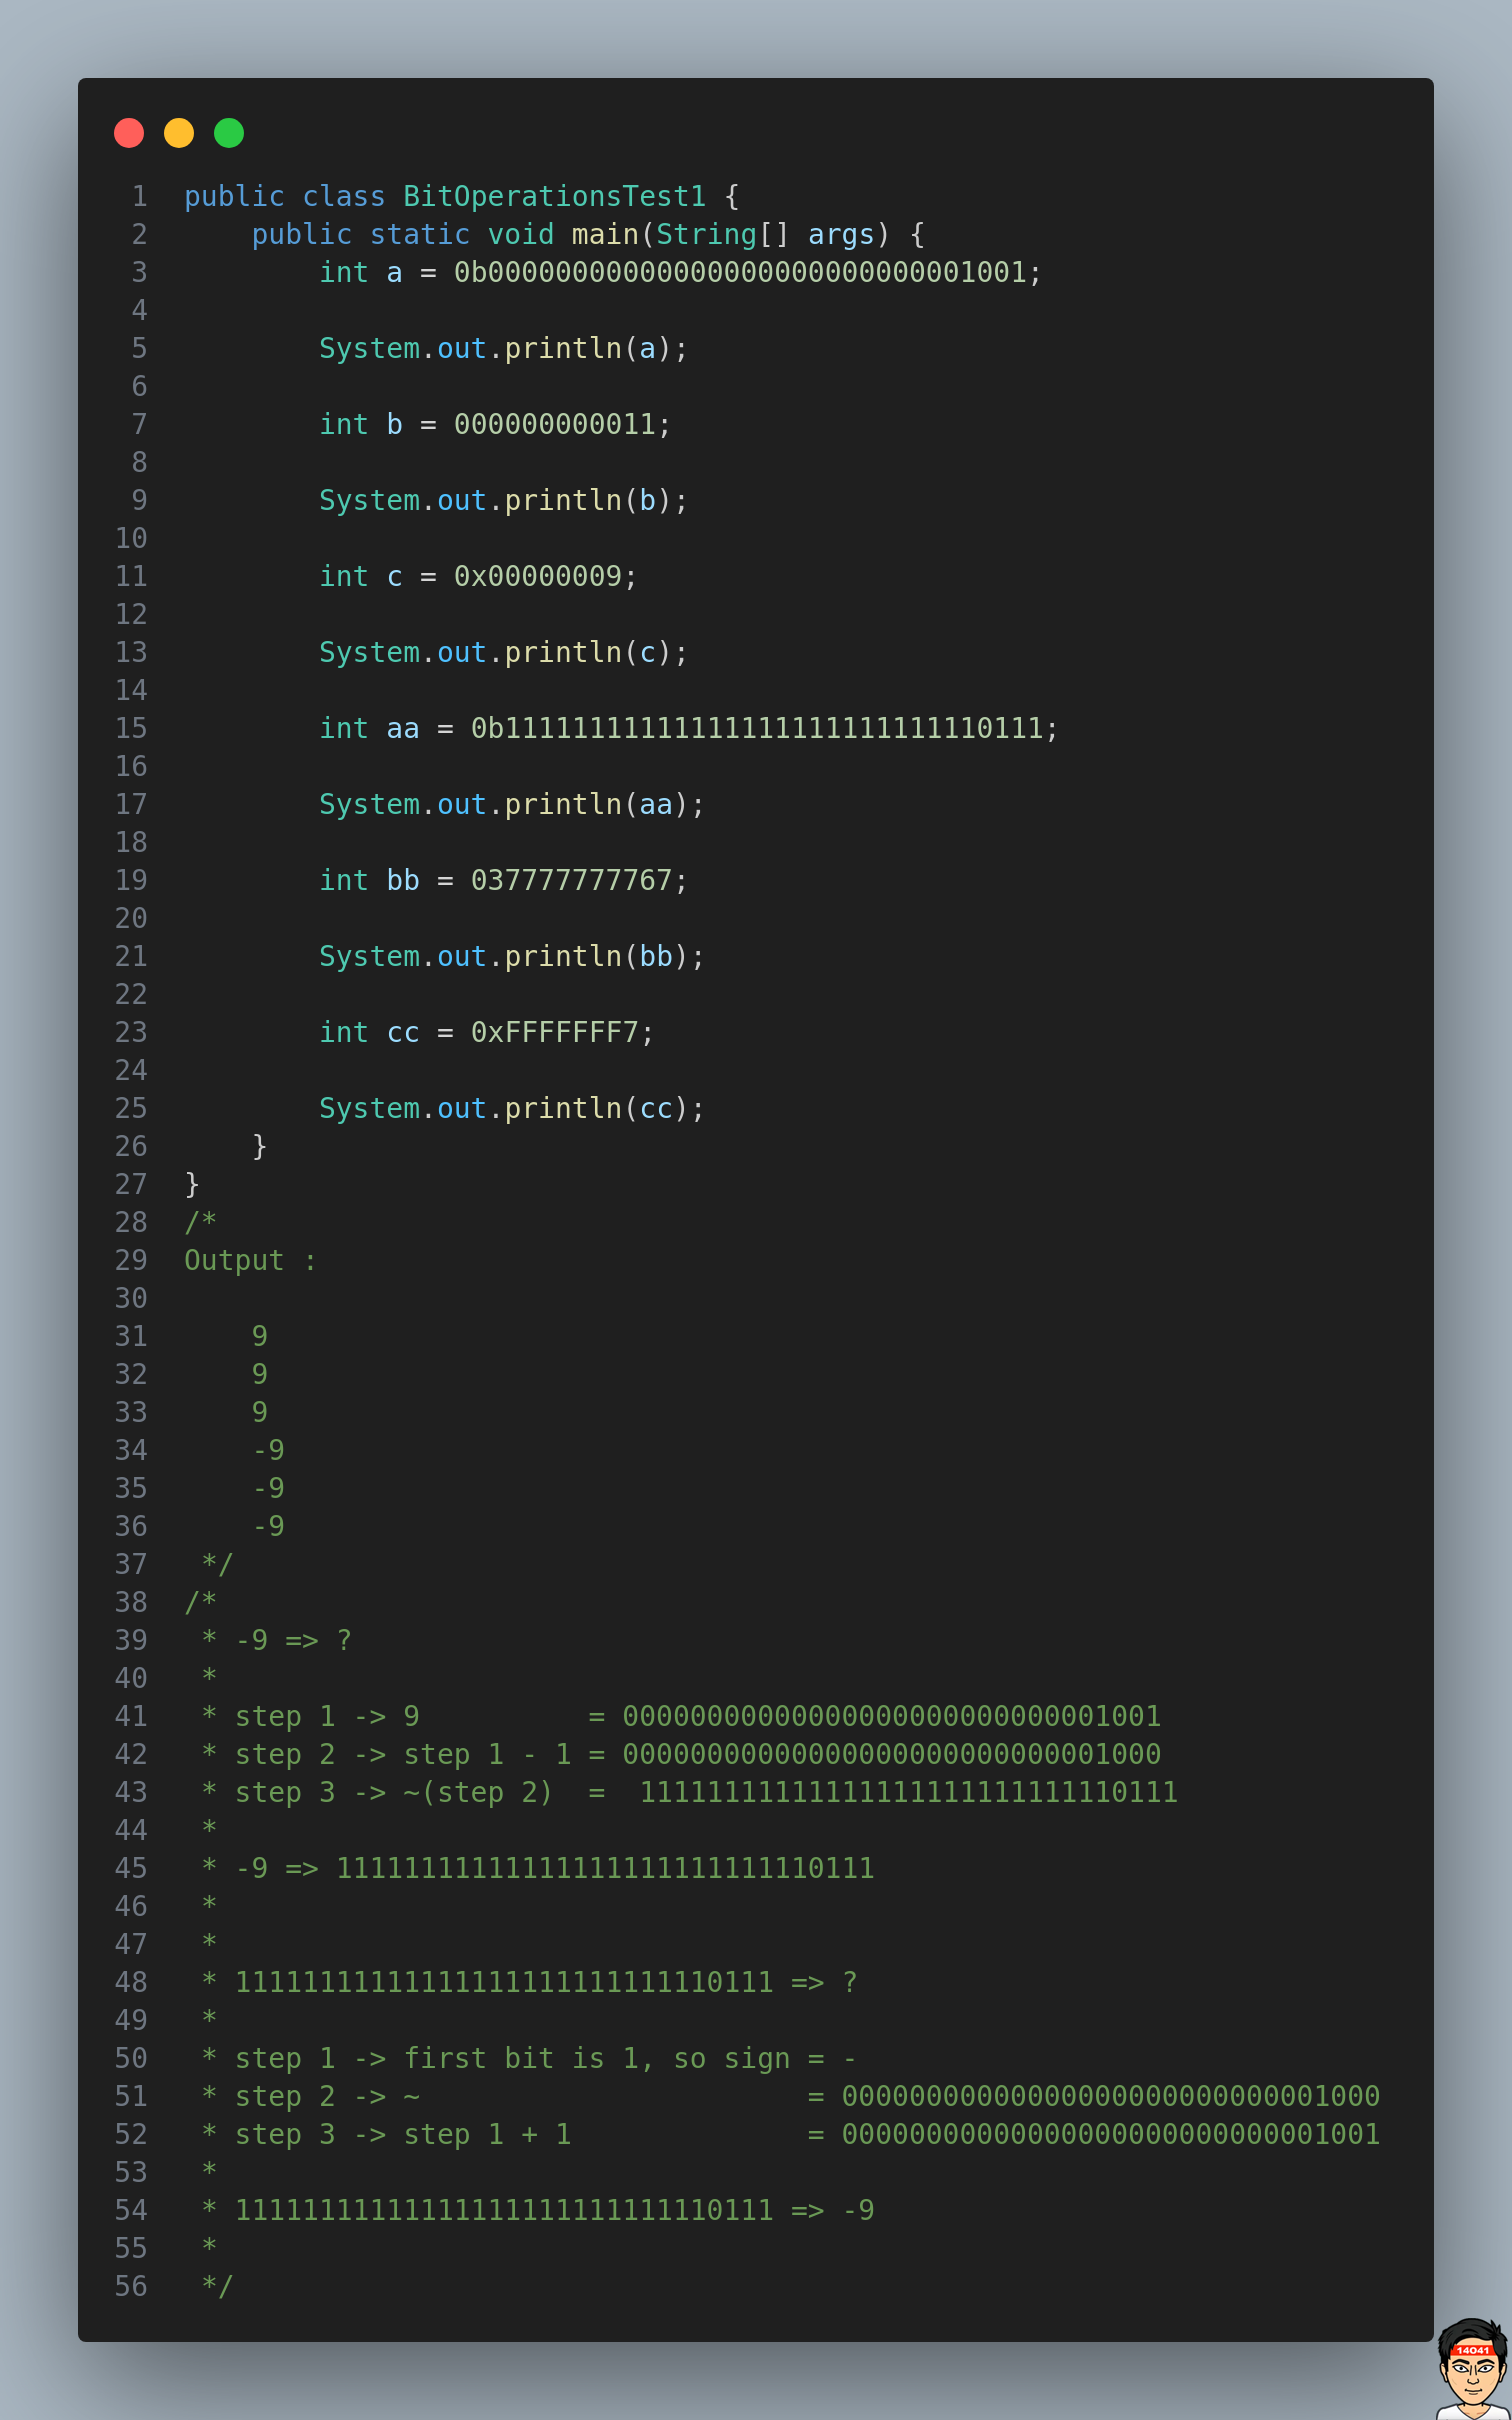 1 public class BitOperationsTest1 {
2     public static void main(String[] args) {
3         int a = 0b00000000000000000000000000001001;
4
5         System.out.println(a);
6
7         int b = 000000000011;
8
9         System.out.println(b);
10
11         int c = 0x00000009;
12
13         System.out.println(c);
14
15         int aa = 0b11111111111111111111111111110111;
16
17         System.out.println(aa);
18
19         int bb = 037777777767;
20
21         System.out.println(bb);
22
23         int cc = 0xFFFFFFF7;
24
25         System.out.println(cc);
26     }
27 }
28 /*
29 Output :
30
31     9
32     9
33     9
34     -9
35     -9
36     -9
37  */
38 /*
39  * -9 => ?
40  *
41  * step 1 -> 9          = 00000000000000000000000000001001
42  * step 2 -> step 1 - 1 = 00000000000000000000000000001000
43  * step 3 -> ~(step 2)  =  11111111111111111111111111110111
44  *
45  * -9 => 11111111111111111111111111110111
46  *
47  *
48  * 11111111111111111111111111110111 => ?
49  *
50  * step 1 -> first bit is 1, so sign = -
51  * step 2 -> ~                       = 00000000000000000000000000001000
52  * step 3 -> step 1 + 1              = 00000000000000000000000000001001
53  *
54  * 11111111111111111111111111110111 => -9
55  *
56  */
14041